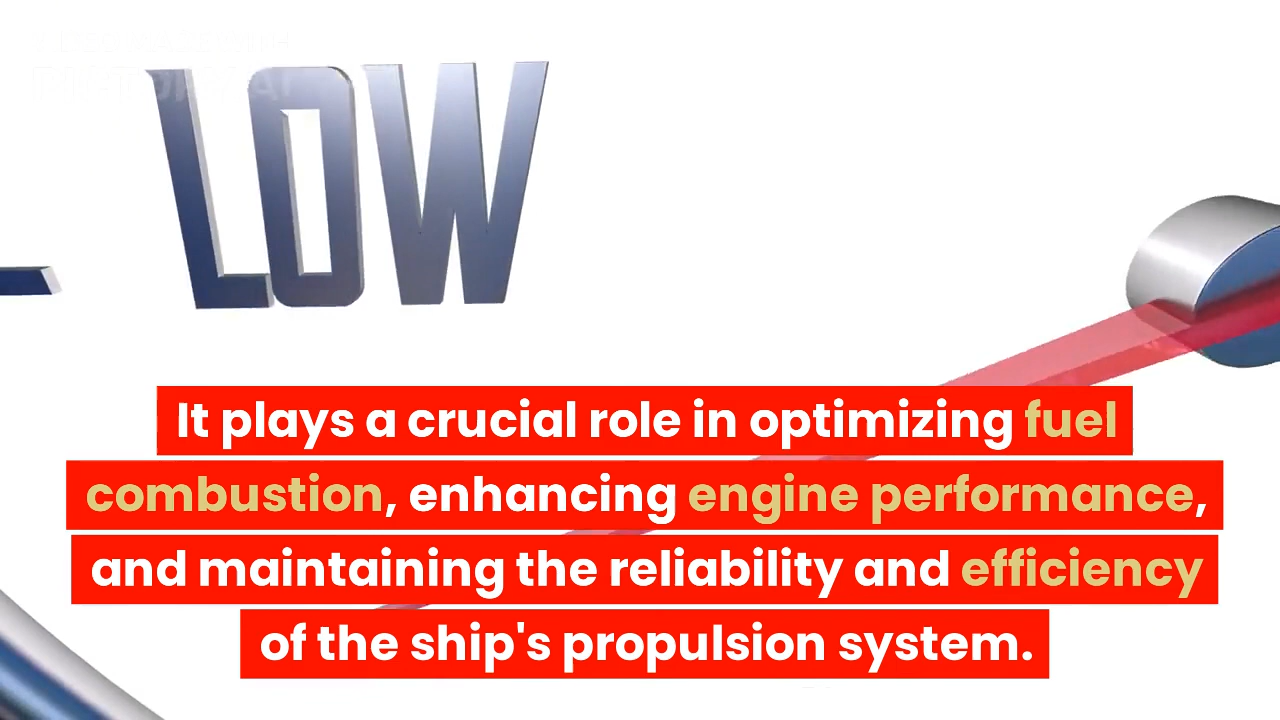 LOW
It plays a crucial role in optimizing fuel
combustion, enhancing engine performance,
and maintaining the reliability and efficiency
of the ship's propulsion system.